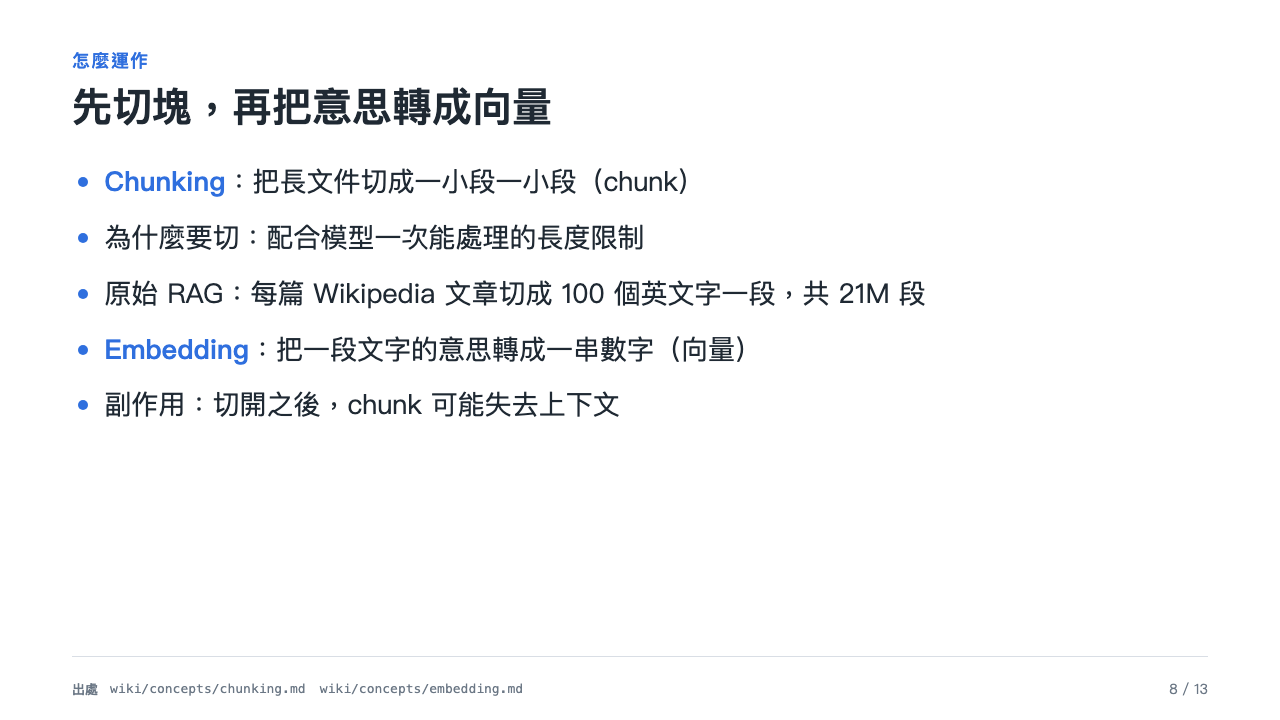 怎麼運作
先切塊，再把意思轉成向量
Chunking：把長文件切成一小段一小段（chunk）
為什麼要切：配合模型一次能處理的長度限制
原始 RAG：每篇 Wikipedia 文章切成 100 個英文字一段，共 21M 段
Embedding：把一段文字的意思轉成一串數字（向量）
副作用：切開之後，chunk 可能失去上下文
出處 wiki/concepts/chunking.md wiki/concepts/embedding.md
8 / 13